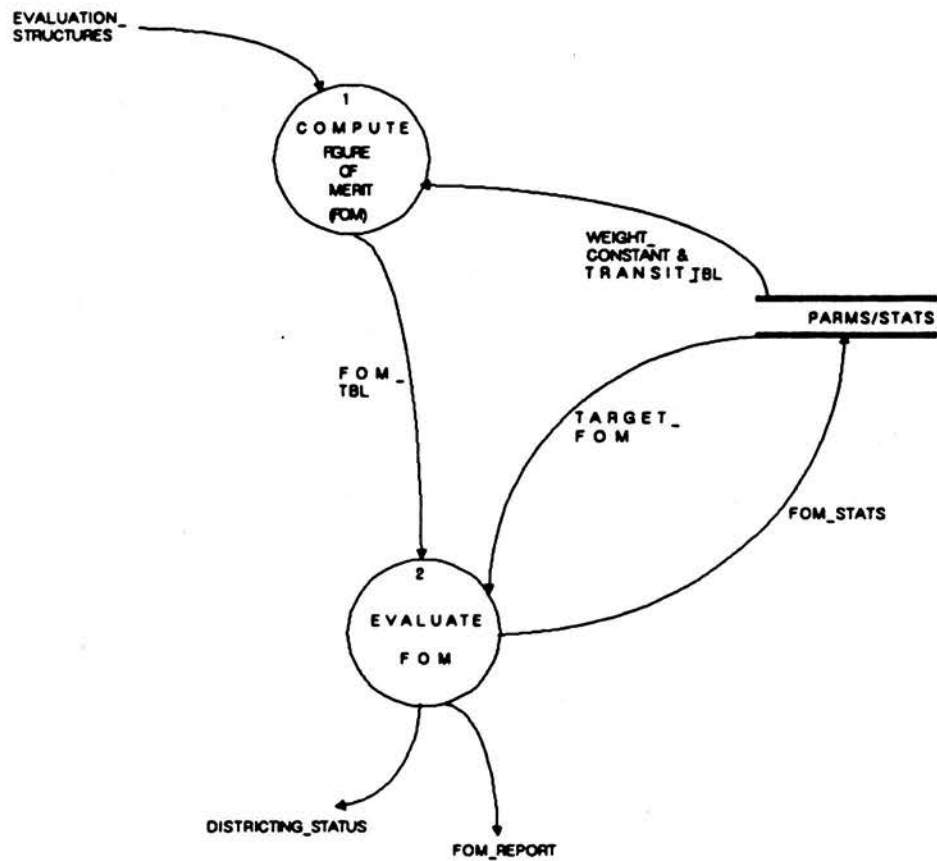 EVALUATION_
STRUCTURES
1
COMPUTE
FIGURE
OF
MERIT
(FOM)
WEIGHT_
CONSTANT &
TRANSIT_TBL
PARMS/STATS
FOM_
TBL
TARGET_
FOM
FOM_STATS
2
EVALUATE
FOM
DISTRICTING_STATUS
FOM_REPORT